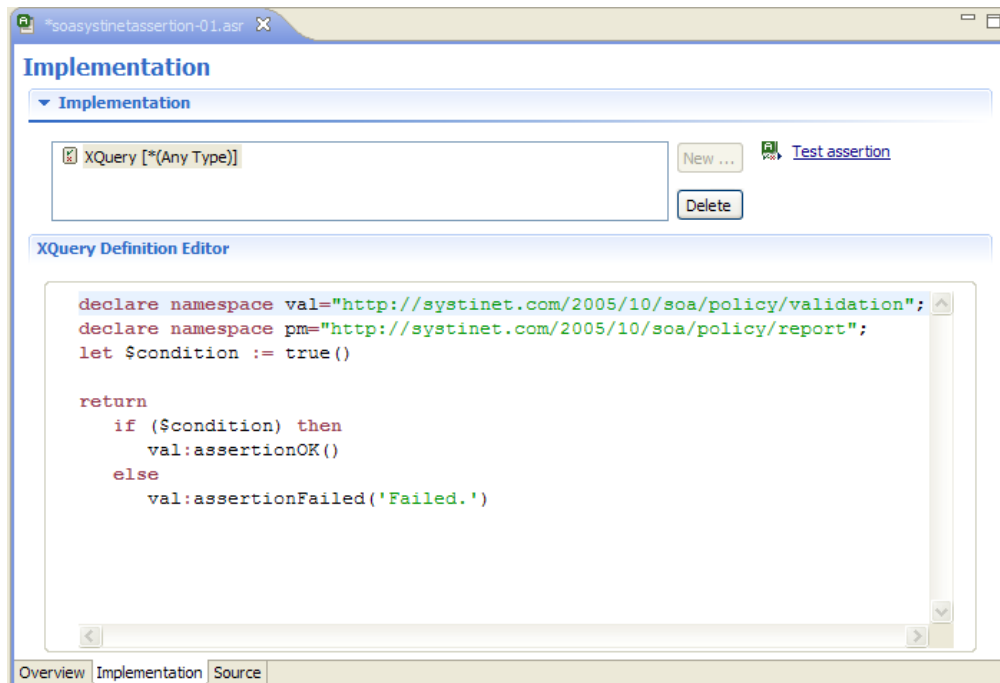 *soasystinetassertion-01.asr
Implementation
Implementation
XQuery [*(Any Type)]
New ...
Test assertion
Delete
XQuery Definition Editor
declare namespace val="http://systinet.com/2005/10/soa/policy/validation";
declare namespace pm="http://systinet.com/2005/10/soa/policy/report";
let $condition := true()
return
if ($condition) then
val:assertionOK()
else
val:assertionFailed('Failed.')
Overview Implementation Source